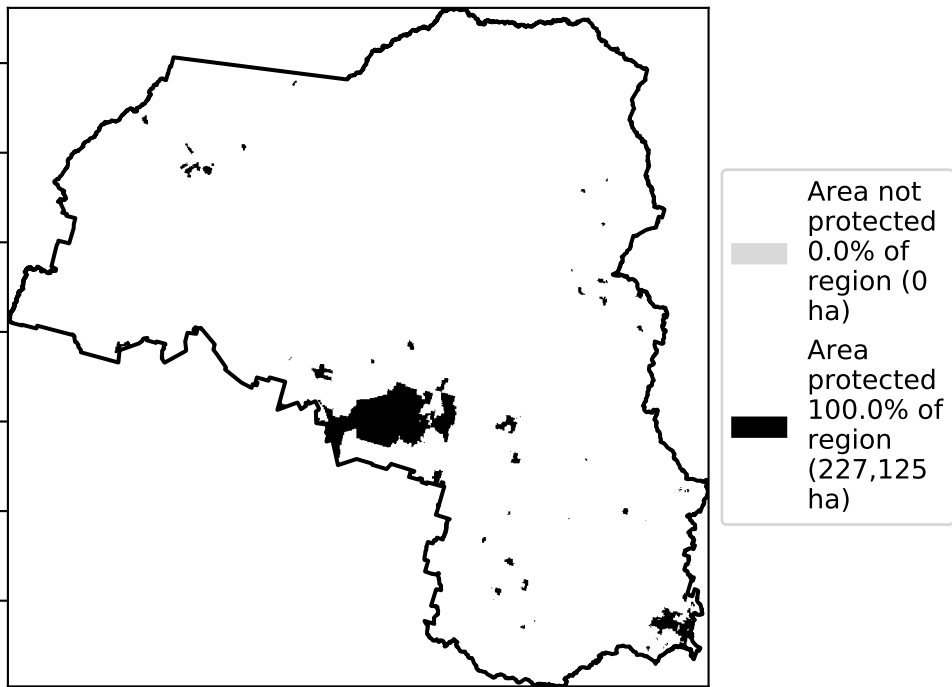 Area not
protected
0.0% of
region (0
ha)
Area
protected
100.0% of
region
(227,125
ha)